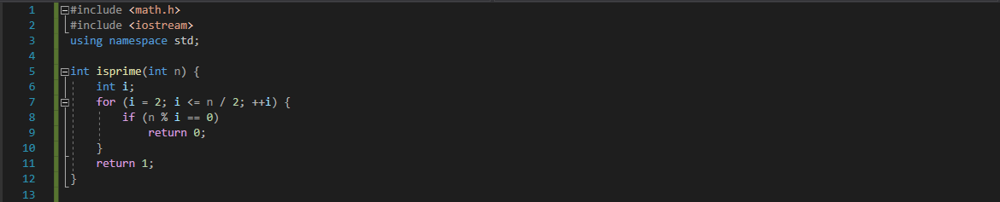 1 #include <math.h>
2 #include <iostream>
3 using namespace std;
4
5 int isprime(int n) {
6     int i;
7     for (i = 2; i <= n / 2; ++i) {
8         if (n % i == 0)
9             return 0;
10     }
11     return 1;
12 }
13